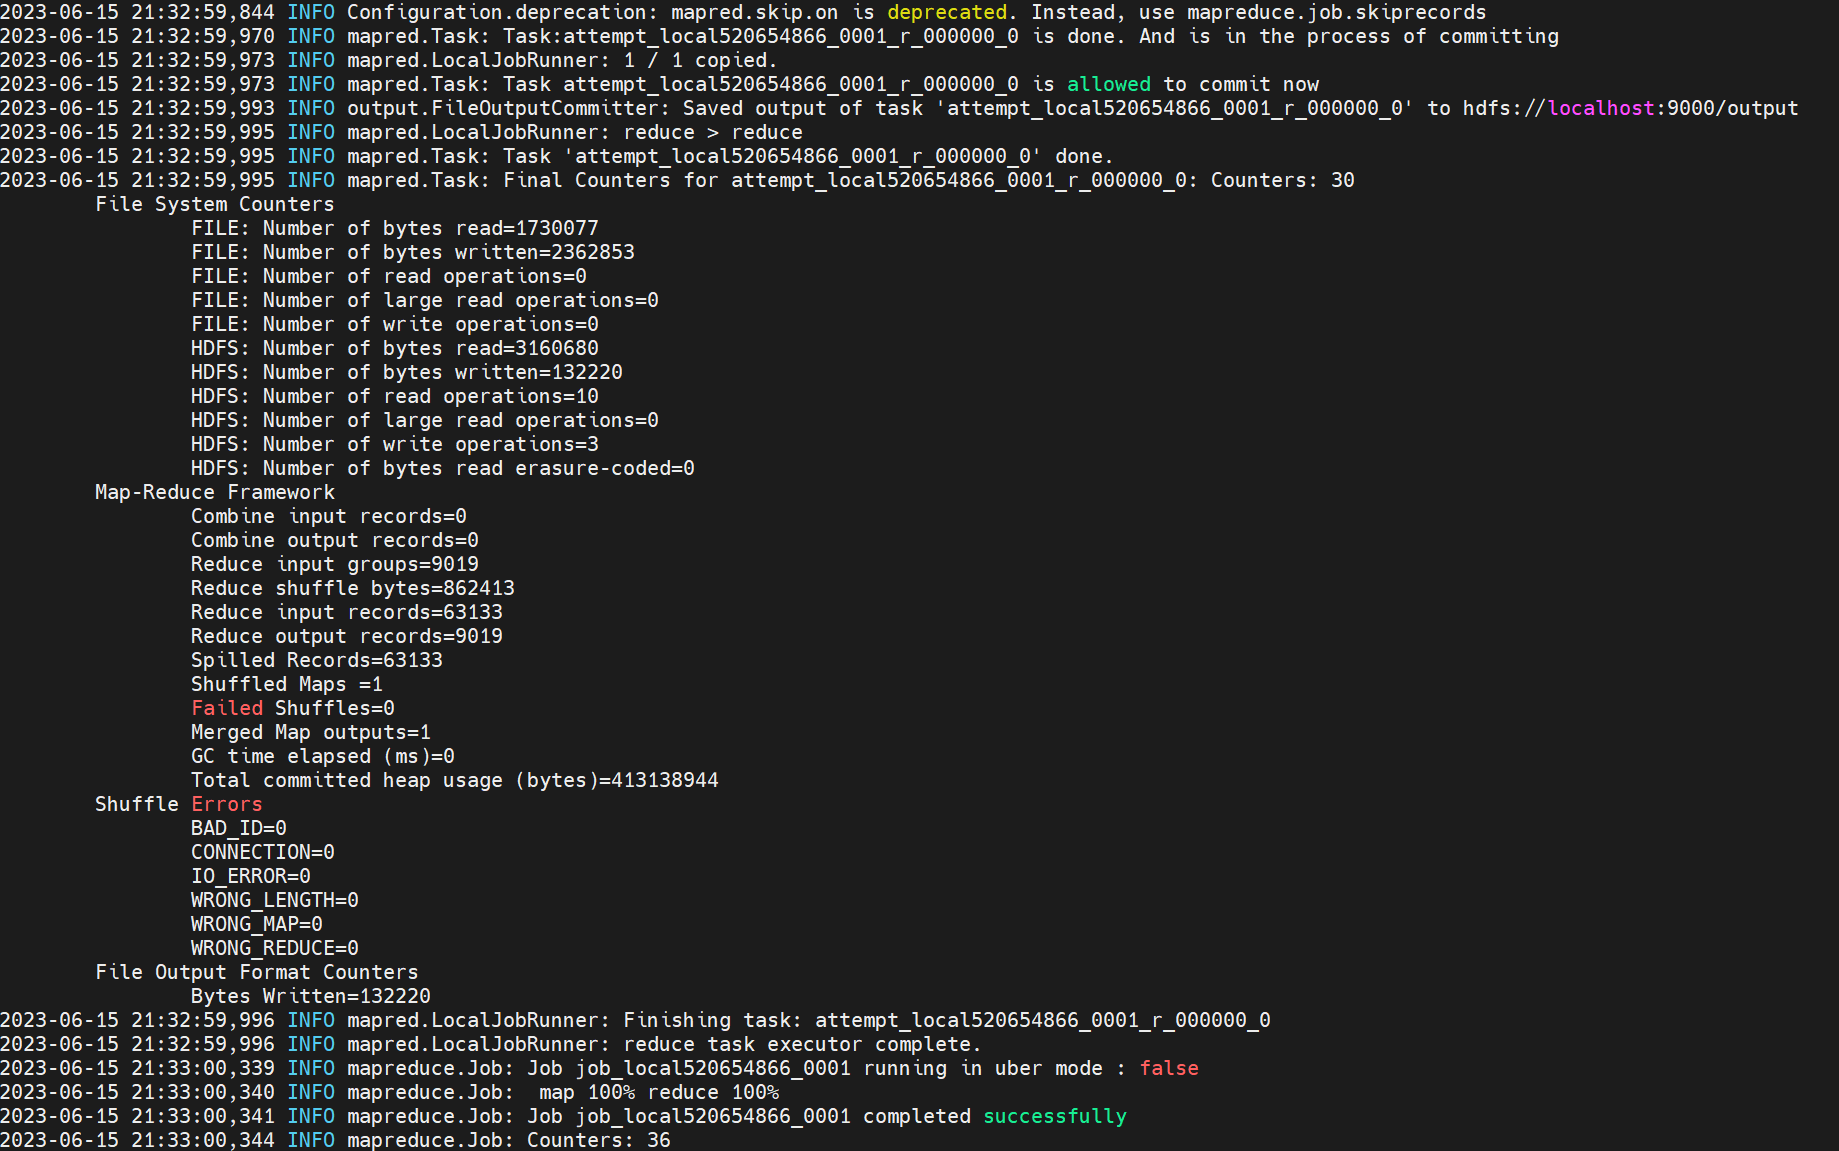 2023-06-15 21:32:59,844 INFO Configuration.deprecation: mapred.skip.on is deprecated. Instead, use mapreduce.job.skiprecords
2023-06-15 21:32:59,970 INFO mapred.Task: Task:attempt_local520654866_0001_r_000000_0 is done. And is in the process of committing
2023-06-15 21:32:59,973 INFO mapred.LocalJobRunner: 1 / 1 copied.
2023-06-15 21:32:59,973 INFO mapred.Task: Task attempt_local520654866_0001_r_000000_0 is allowed to commit now
2023-06-15 21:32:59,993 INFO output.FileOutputCommitter: Saved output of task 'attempt_local520654866_0001_r_000000_0' to hdfs://localhost:9000/output
2023-06-15 21:32:59,995 INFO mapred.LocalJobRunner: reduce > reduce
2023-06-15 21:32:59,995 INFO mapred.Task: Task 'attempt_local520654866_0001_r_000000_0' done.
2023-06-15 21:32:59,995 INFO mapred.Task: Final Counters for attempt_local520654866_0001_r_000000_0: Counters: 30
File System Counters
FILE: Number of bytes read=1730077
FILE: Number of bytes written=2362853
FILE: Number of read operations=0
FILE: Number of large read operations=0
FILE: Number of write operations=0
HDFS: Number of bytes read=3160680
HDFS: Number of bytes written=132220
HDFS: Number of read operations=10
HDFS: Number of large read operations=0
HDFS: Number of write operations=3
HDFS: Number of bytes read erasure-coded=0
Map-Reduce Framework
Combine input records=0
Combine output records=0
Reduce input groups=9019
Reduce shuffle bytes=862413
Reduce input records=63133
Reduce output records=9019
Spilled Records=63133
Shuffled Maps =1
Failed Shuffles=0
Merged Map outputs=1
GC time elapsed (ms)=0
Total committed heap usage (bytes)=413138944
Shuffle Errors
BAD_ID=0
CONNECTION=0
IO_ERROR=0
WRONG_LENGTH=0
WRONG_MAP=0
WRONG_REDUCE=0
File Output Format Counters
Bytes Written=132220
2023-06-15 21:32:59,996 INFO mapred.LocalJobRunner: Finishing task: attempt_local520654866_0001_r_000000_0
2023-06-15 21:32:59,996 INFO mapred.LocalJobRunner: reduce task executor complete.
2023-06-15 21:33:00,339 INFO mapreduce.Job: Job job_local520654866_0001 running in uber mode : false
2023-06-15 21:33:00,340 INFO mapreduce.Job:  map 100% reduce 100%
2023-06-15 21:33:00,341 INFO mapreduce.Job: Job job_local520654866_0001 completed successfully
2023-06-15 21:33:00,344 INFO mapreduce.Job: Counters: 36